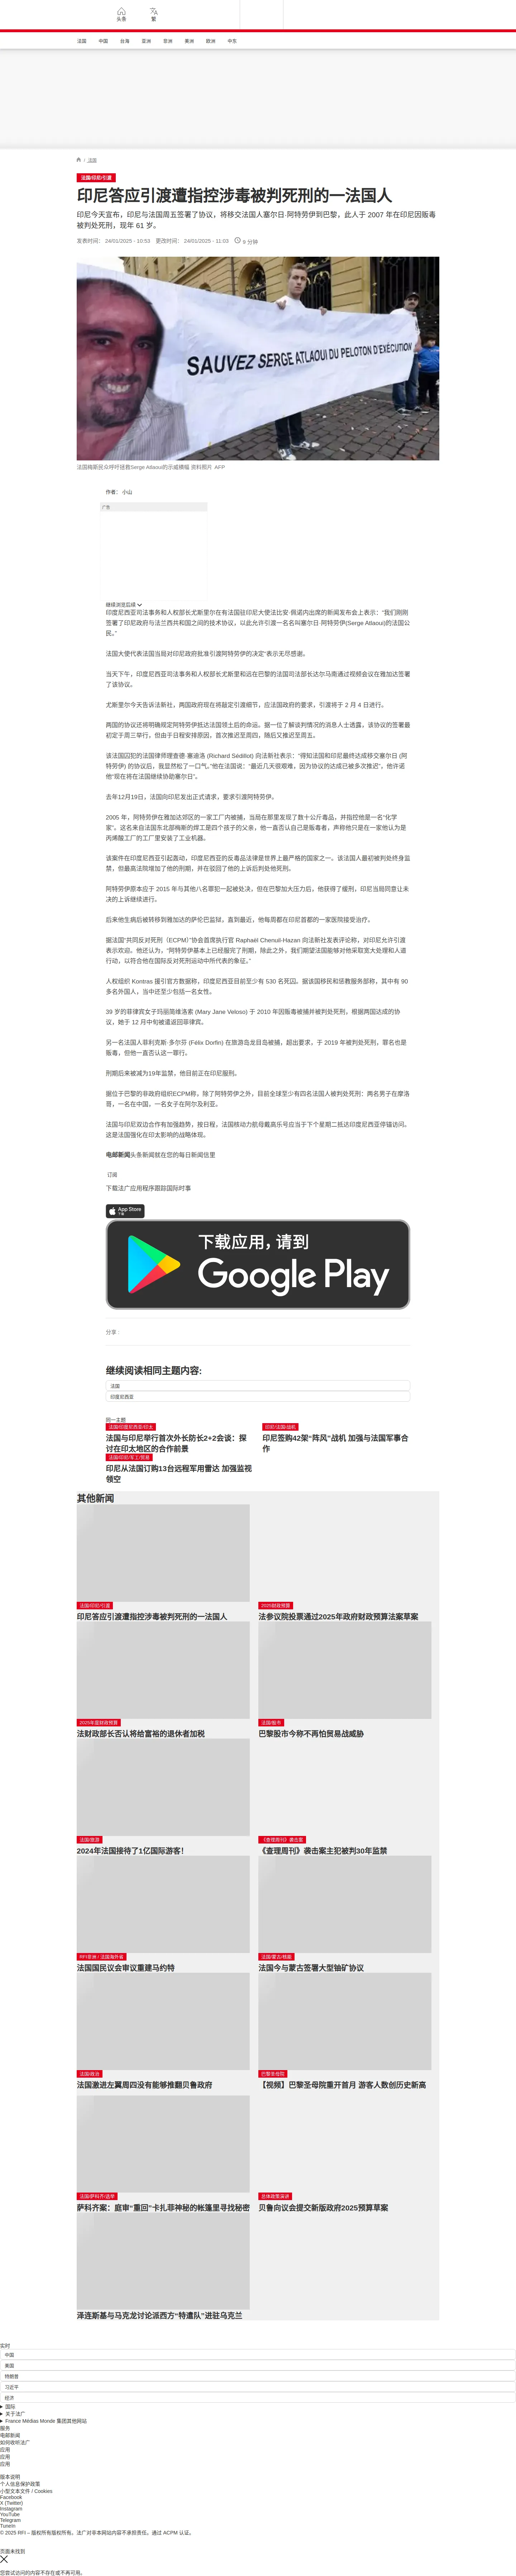 头条
繁
法国
中国
台海
亚洲
非洲
美洲
欧洲
中东
/ 法国
法国/印尼/引渡
印尼答应引渡遭指控涉毒被判死刑的一法国人
印尼今天宣布，印尼与法国周五签署了协议，将移交法国人塞尔日·阿特劳伊到巴黎，此人于 2007 年在印尼因贩毒被判处死刑，现年 61 岁。
发表时间： 24/01/2025 - 10:53 更改时间： 24/01/2025 - 11:03 9 分钟
SAUVEZ SERGE ATLAOUI DU PELOTON D'EXÉCUTION
法国梅斯民众呼吁拯救Serge Atlaoui的示威横幅 资料照片 AFP
作者： 小山
广告
继续浏览后续
印度尼西亚司法事务和人权部长尤斯里尔在有法国驻印尼大使法比安·佩诺内出席的新闻发布会上表示：“我们刚刚签署了印尼政府与法兰西共和国之间的技术协议，以此允许引渡一名名叫塞尔日·阿特劳伊(Serge Atlaoui)的法国公民。”
法国大使代表法国当局对印尼政府批准引渡阿特劳伊的决定“表示无尽感谢。
当天下午，印度尼西亚司法事务和人权部长尤斯里和远在巴黎的法国司法部长达尔马南通过视频会议在雅加达签署了该协议。
尤斯里尔今天告诉法新社，两国政府现在将敲定引渡细节，应法国政府的要求，引渡将于 2 月 4 日进行。
两国的协议还将明确规定阿特劳伊抵达法国领土后的命运。据一位了解谈判情况的消息人士透露，该协议的签署最初定于周三举行，但由于日程安排原因，首次推迟至周四，随后又推迟至周五。
该法国囚犯的法国律师理查德·塞迪洛 (Richard Sédillot) 向法新社表示：“得知法国和印尼最终达成移交塞尔日 (阿特劳伊) 的协议后，我显然松了一口气。”他在法国说：“最近几天很艰难，因为协议的达成已被多次推迟”，他许诺他“现在将在法国继续协助塞尔日”。
去年12月19日，法国向印尼发出正式请求，要求引渡阿特劳伊。
2005 年，阿特劳伊在雅加达郊区的一家工厂内被捕，当局在那里发现了数十公斤毒品，并指控他是一名“化学家”。这名来自法国东北部梅斯的焊工是四个孩子的父亲，他一直否认自己是贩毒者，声称他只是在一家他认为是丙烯酸工厂的工厂里安装了工业机器。
该案件在印度尼西亚引起轰动，印度尼西亚的反毒品法律是世界上最严格的国家之一。该法国人最初被判处终身监禁，但最高法院增加了他的刑期，并在驳回了他的上诉后判处他死刑。
阿特劳伊原本应于 2015 年与其他八名罪犯一起被处决，但在巴黎加大压力后，他获得了缓刑，印尼当局同意让未决的上诉继续进行。
后来他生病后被转移到雅加达的萨伦巴监狱，直到最近，他每周都在印尼首都的一家医院接受治疗。
据法国“共同反对死刑（ECPM）”协会首席执行官 Raphaël Chenuil-Hazan 向法新社发表评论称，对印尼允许引渡表示欢迎。他还认为，“阿特劳伊基本上已经服完了刑期，除此之外，我们期望法国能够对他采取宽大处理和人道行动，以符合他在国际反对死刑运动中所代表的象征。”
人权组织 Kontras 援引官方数据称，印度尼西亚目前至少有 530 名死囚。据该国移民和惩教服务部称，其中有 90 多名外国人，当中还至少包括一名女性。
39 岁的菲律宾女子玛丽简维洛索 (Mary Jane Veloso) 于 2010 年因贩毒被捕并被判处死刑，根据两国达成的协议，她于 12 月中旬被遣返回菲律宾。
另一名法国人菲利克斯·多尔芬 (Félix Dorfin) 在旅游岛龙目岛被捕，超出要求，于 2019 年被判处死刑，罪名也是贩毒，但他一直否认这一罪行。
刑期后来被减为19年监禁，他目前正在印尼服刑。
据位于巴黎的非政府组织ECPM称，除了阿特劳伊之外，目前全球至少有四名法国人被判处死刑：两名男子在摩洛哥，一名在中国，一名女子在阿尔及利亚。
法国与印尼双边合作有加强趋势，按日程，法国核动力航母戴高乐号应当于下个星期二抵达印度尼西亚停锚访问。这是法国强化在印太影响的战略体现。
电邮新闻头条新闻就在您的每日新闻信里
订阅
下载法广应用程序跟踪国际时事
App Store
下载
下载应用，请到
Google Play
分享 :
继续阅读相同主题内容:
法国
印度尼西亚
同一主题
法国/印度尼西亚/印太
法国与印尼举行首次外长防长2+2会谈：探讨在印太地区的合作前景
印尼/法国/战机
印尼签购42架“阵风”战机 加强与法国军事合作
法国/印尼/军工/贸易
印尼从法国订购13台远程军用雷达 加强监视领空
其他新闻
法国/印尼/引渡
印尼答应引渡遭指控涉毒被判死刑的一法国人
2025财政预算
法参议院投票通过2025年政府财政预算法案草案
2025年度财政预算
法财政部长否认将给富裕的退休者加税
法国/股市
巴黎股市今称不再怕贸易战威胁
法国/旅游
2024年法国接待了1亿国际游客！
《查理周刊》袭击案
《查理周刊》袭击案主犯被判30年监禁
RFI非洲 / 法国海外省
法国国民议会审议重建马约特
法国/蒙古/核能
法国今与蒙古签署大型铀矿协议
法国/政治
法国激进左翼周四没有能够推翻贝鲁政府
巴黎圣母院
【视频】巴黎圣母院重开首月 游客人数创历史新高
法国/萨科齐/选举
萨科齐案：庭审“重回”卡扎菲神秘的帐篷里寻找秘密
总体政策演讲
贝鲁向议会提交新版政府2025预算草案
泽连斯基与马克龙讨论派西方“特遣队”进驻乌克兰
实时
中国
美国
特朗普
习近平
经济
国际
关于法广
France Médias Monde 集团其他网站
服务
电邮新闻
如何收听法广
应用
应用
应用
版本说明
个人信息保护政策
小型文本文件 / Cookies
Facebook
X (Twitter)
Instagram
YouTube
Telegram
TuneIn
© 2025 RFI – 版权所有版权所有。法广对非本网站内容不承担责任。通过 ACPM 认证。
页面未找到
您尝试访问的内容不存在或不再可用。